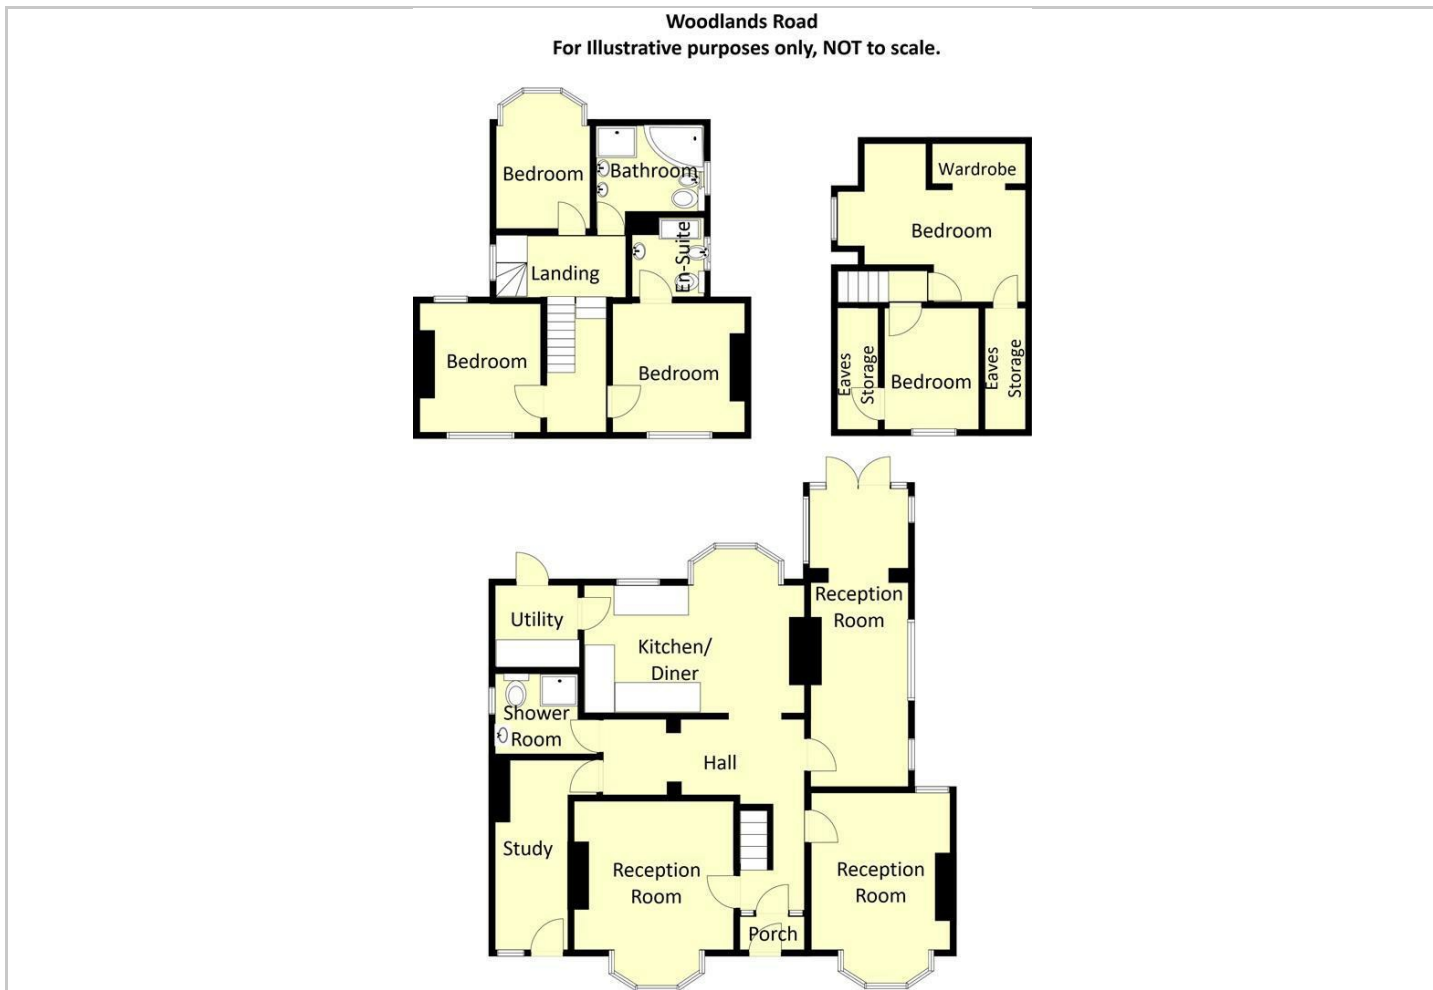 Woodlands Road
For Illustrative purposes only, NOT to scale.
Bedroom
Bathroom
Landing
En-Suite
Bedroom
Bedroom
Wardrobe
Bedroom
Eaves
Storage
Bedroom
Eaves
Storage
Reception
Room
Utility
Kitchen/
Diner
Shower
Room
Hall
Study
Reception
Room
Porch
Reception
Room